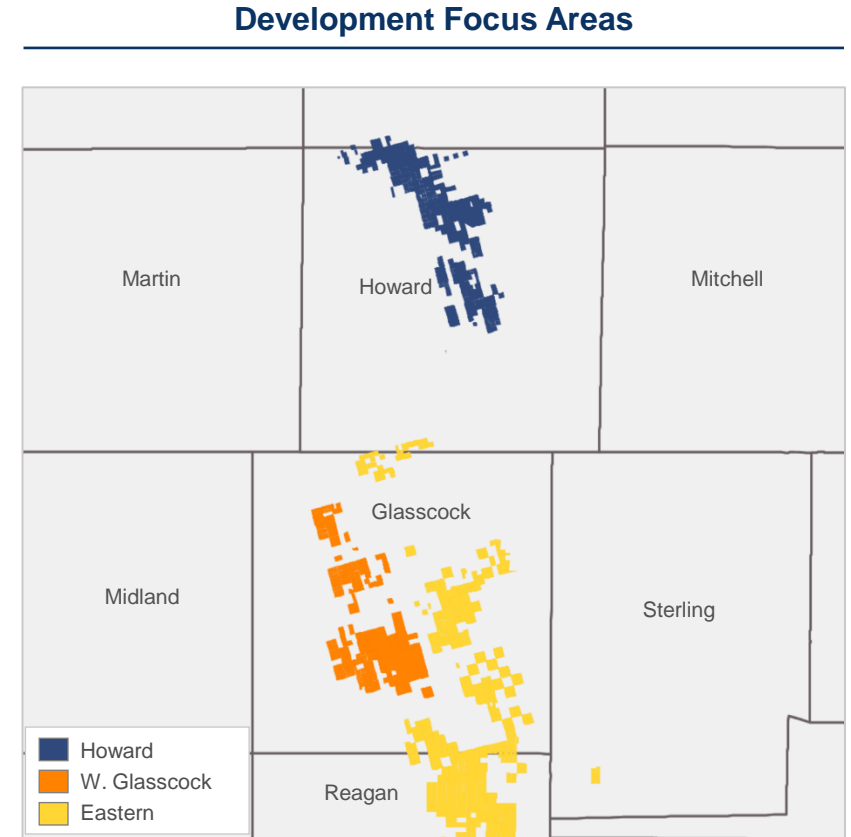 Development Focus Areas
Martin
Howard
Mitchell
Glasscock
Midland
Sterling
Howard
W. Glasscock
Eastern
Reagan